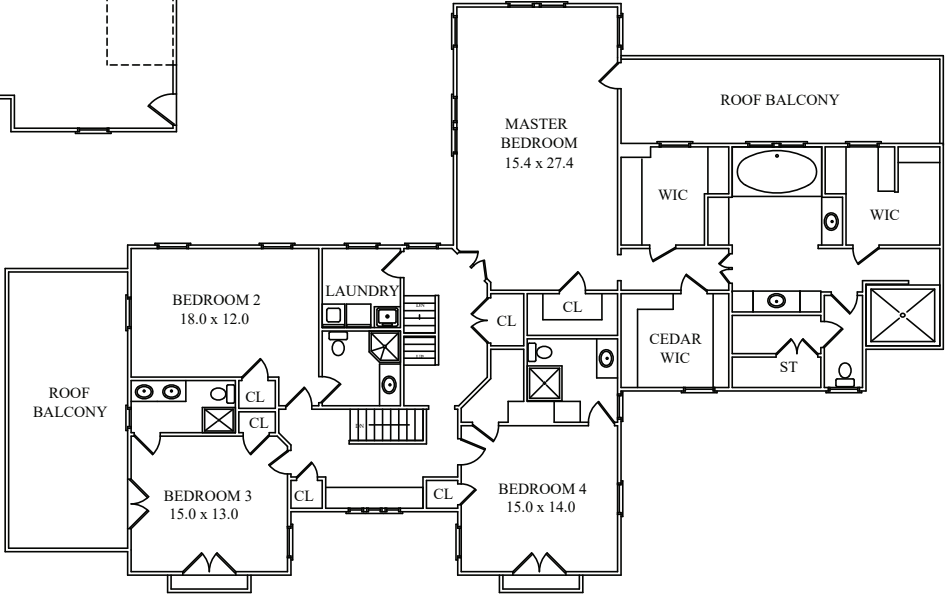 ROOF BALCONY
MASTER
BEDROOM
15.4 x 27.4
WIC
WIC
LAUNDRY
BEDROOM 2
18.0 x 12.0
DN
CL
CL
CEDAR
WIC
ST
ROOF
BALCONY
CL
CL
DN
BEDROOM 3
15.0 x 13.0
CL
CL
BEDROOM 4
15.0 x 14.0